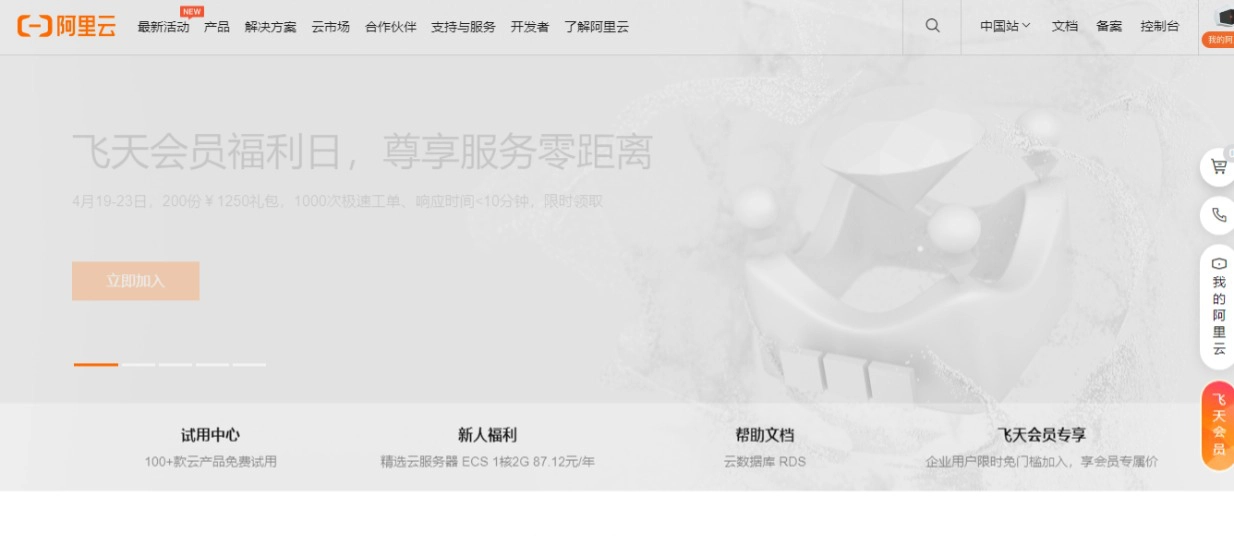 阿里云
最新活动 NEW 产品 解决方案 云市场 合作伙伴 支持与服务 开发者 了解阿里云
中国站 文档 备案 控制台
我的阿
飞天会员福利日，尊享服务零距离
4月19-23日，200份￥1250礼包，1000次极速工单、响应时间<10分钟，限时领取
立即加入
我的阿里云
飞天会员
试用中心
100+款云产品免费试用
新人福利
精选云服务器 ECS 1核2G 87.12元/年
帮助文档
云数据库 RDS
飞天会员专享
企业用户限时免门槛加入，享会员专属价